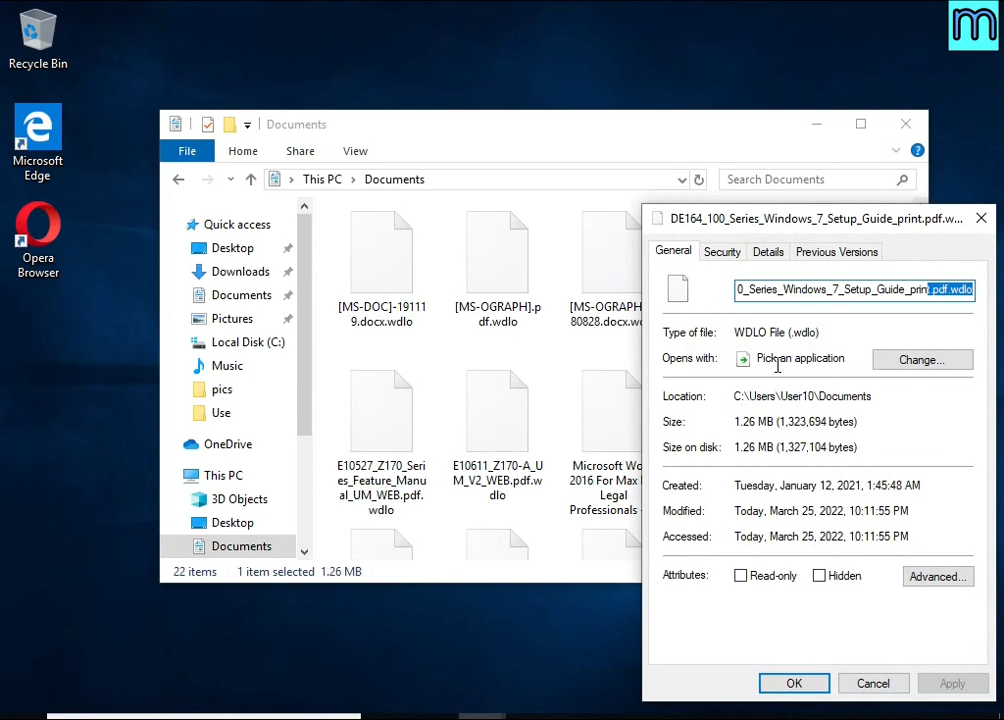 m
Recycle Bin
Microsoft
Edge
Opera
Browser
Documents
File Home Share View
This PC > Documents
Search Documents
Quick access
Desktop
Downloads
Documents
Pictures
Local Disk (C:)
Music
pics
Use
OneDrive
This PC
3D Objects
Desktop
Documents
[MS-DOC]-19111
9.docx.wdlo
[MS-OGRAPH].p
df.wdlo
[MS-OGRAPH
80828.docx.w
E10527_Z170_Seri
es_Feature_Manu
al_UM_WEB.pdf.
wdlo
E10611_Z170-A_U
M_V2_WEB.pdf.w
dlo
Microsoft Wo
2016 For Max
Legal
Professionals -
22 items 1 item selected 1.26 MB
DE164_100_Series_Windows_7_Setup_Guide_print.pdf.w...
General Security Details Previous Versions
0_Series_Windows_7_Setup_Guide_print.pdf.wdlo
Type of file: WDLO File (.wdlo)
Opens with: Pick an application Change...
Location: C:\Users\User10\Documents
Size: 1.26 MB (1,323,694 bytes)
Size on disk: 1.26 MB (1,327,104 bytes)
Created: Tuesday, January 12, 2021, 1:45:48 AM
Modified: Today, March 25, 2022, 10:11:55 PM
Accessed: Today, March 25, 2022, 10:11:55 PM
Attributes: Read-only Hidden Advanced...
OK Cancel Apply